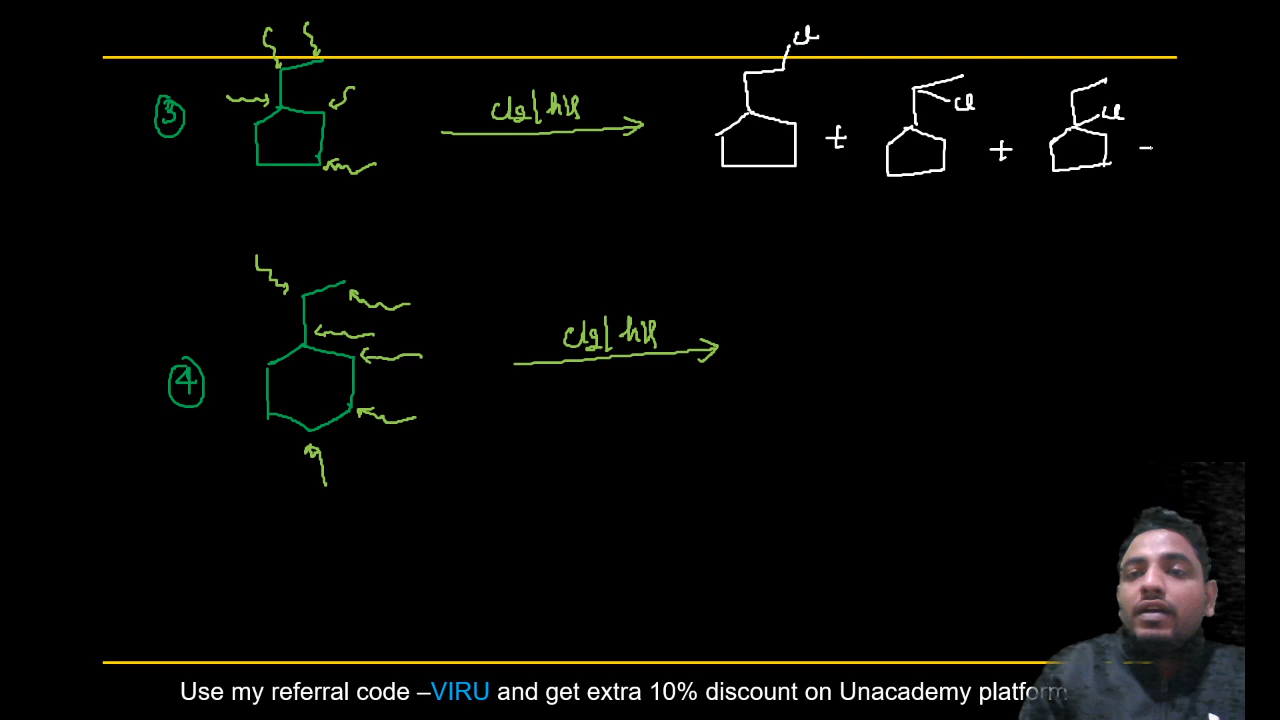 Cl
③ Cl₂/hν Cl
Cl
+ +
④ Cl₂/hν
Use my referral code –VIRU and get extra 10% discount on Unacademy platform